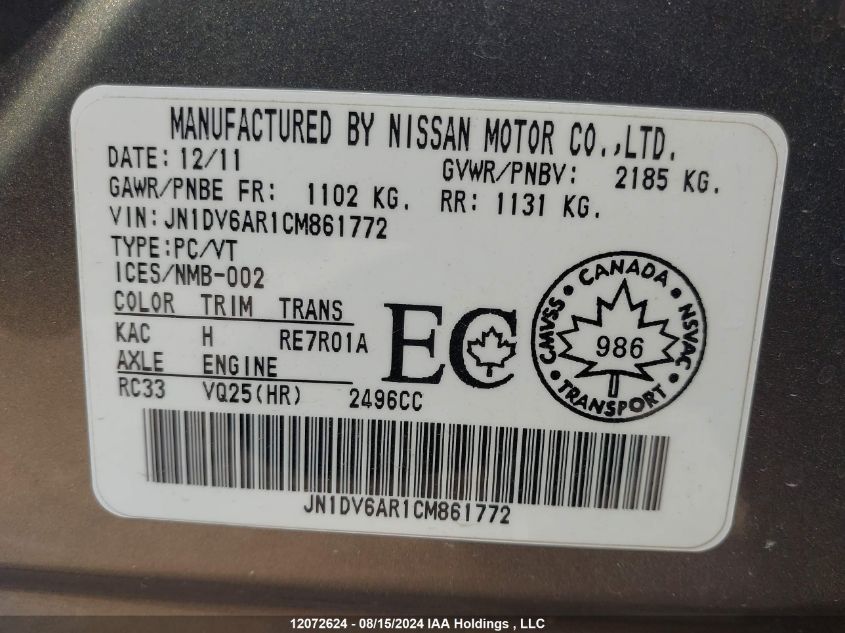 MANUFACTURED BY NISSAN MOTOR CO.,LTD.
DATE: 12/11 GVWR/PNBV: 2185 KG.
GAWR/PNBE FR: 1102 KG. RR: 1131 KG.
VIN: JN1DV6AR1CM861772
TYPE:PC/VT
ICES/NMB-002
COLOR TRIM TRANS
KAC H RE7R01A
AXLE ENGINE
RC33 VQ25(HR) 2496CC
EC
CANADA
CMVSS 986 NSVAC
TRANSPORT
JN1DV6AR1CM861772
12072624 - 08/15/2024 IAA Holdings , LLC